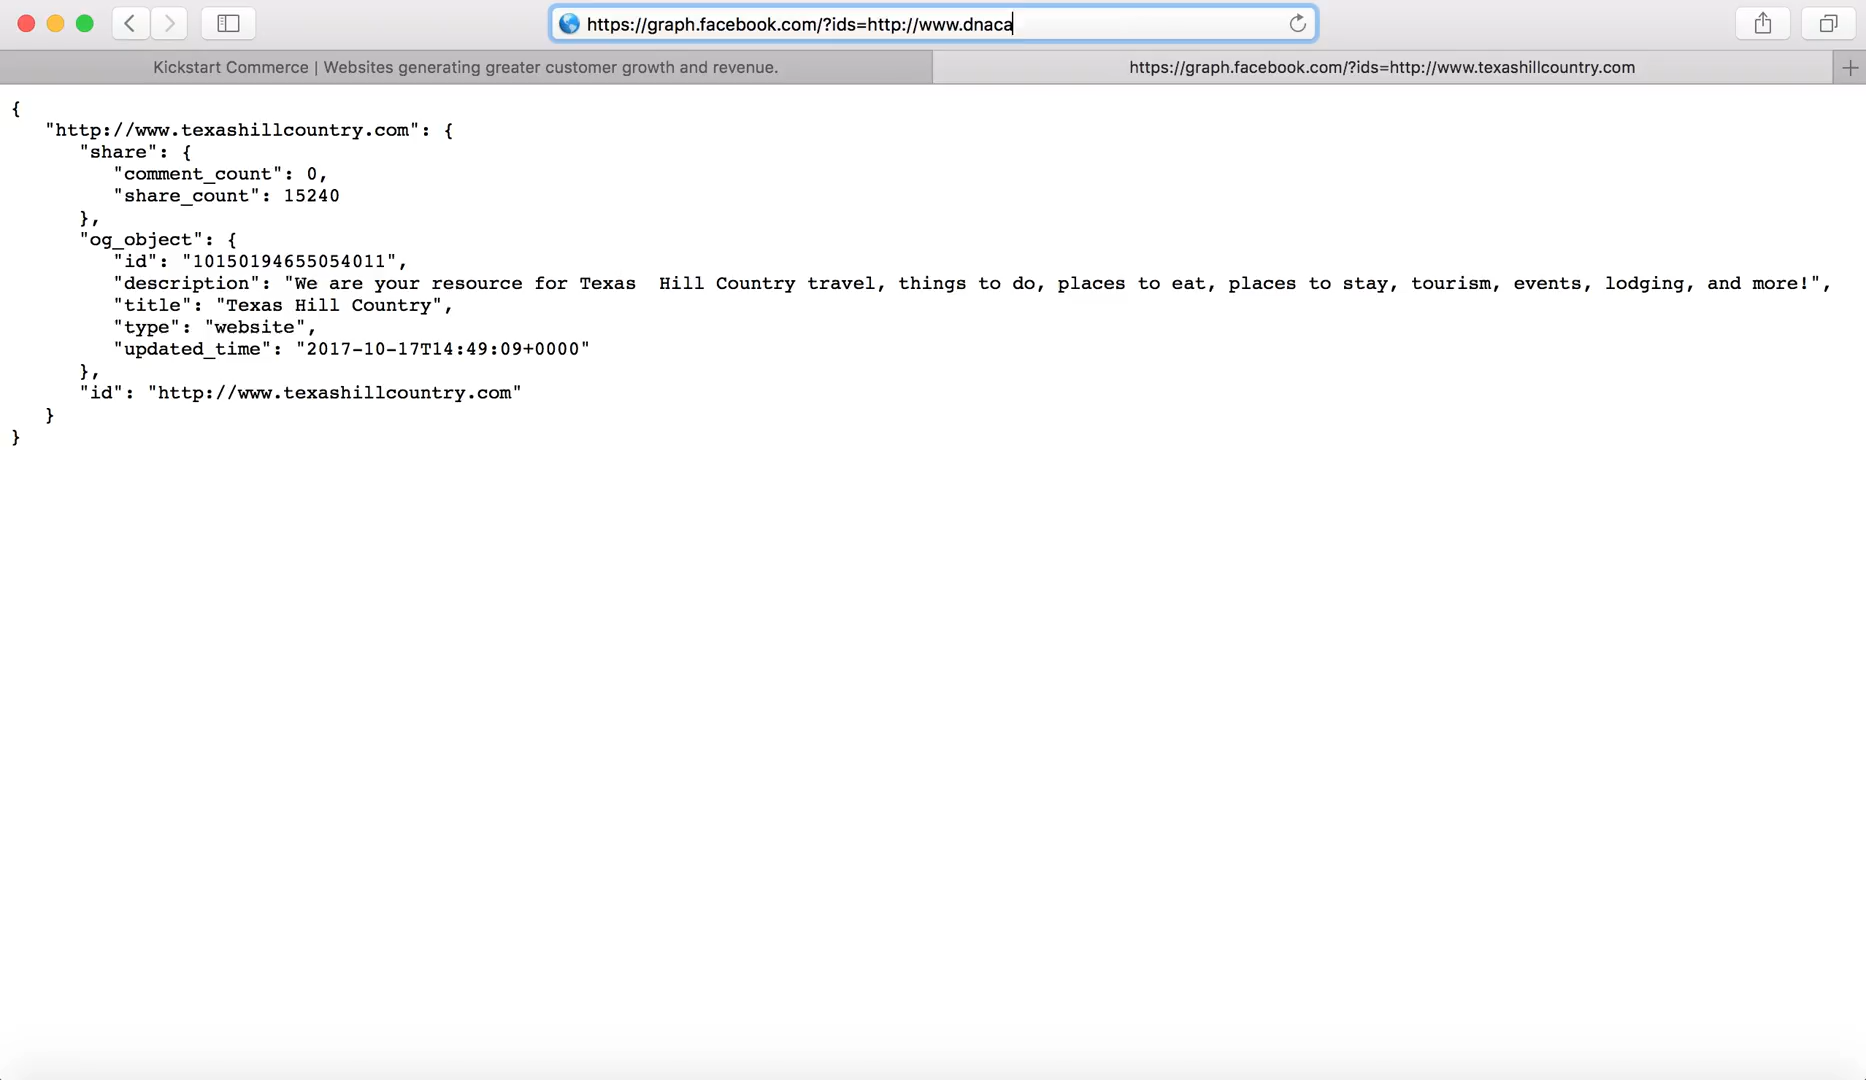 https://graph.facebook.com/?ids=http://www.dnaca
Kickstart Commerce | Websites generating greater customer growth and revenue.
https://graph.facebook.com/?ids=http://www.texashillcountry.com
{
   "http://www.texashillcountry.com": {
      "share": {
         "comment_count": 0,
         "share_count": 15240
      },
      "og_object": {
         "id": "10150194655054011",
         "description": "We are your resource for Texas  Hill Country travel, things to do, places to eat, places to stay, tourism, events, lodging, and more!",
         "title": "Texas Hill Country",
         "type": "website",
         "updated_time": "2017-10-17T14:49:09+0000"
      },
      "id": "http://www.texashillcountry.com"
   }
}